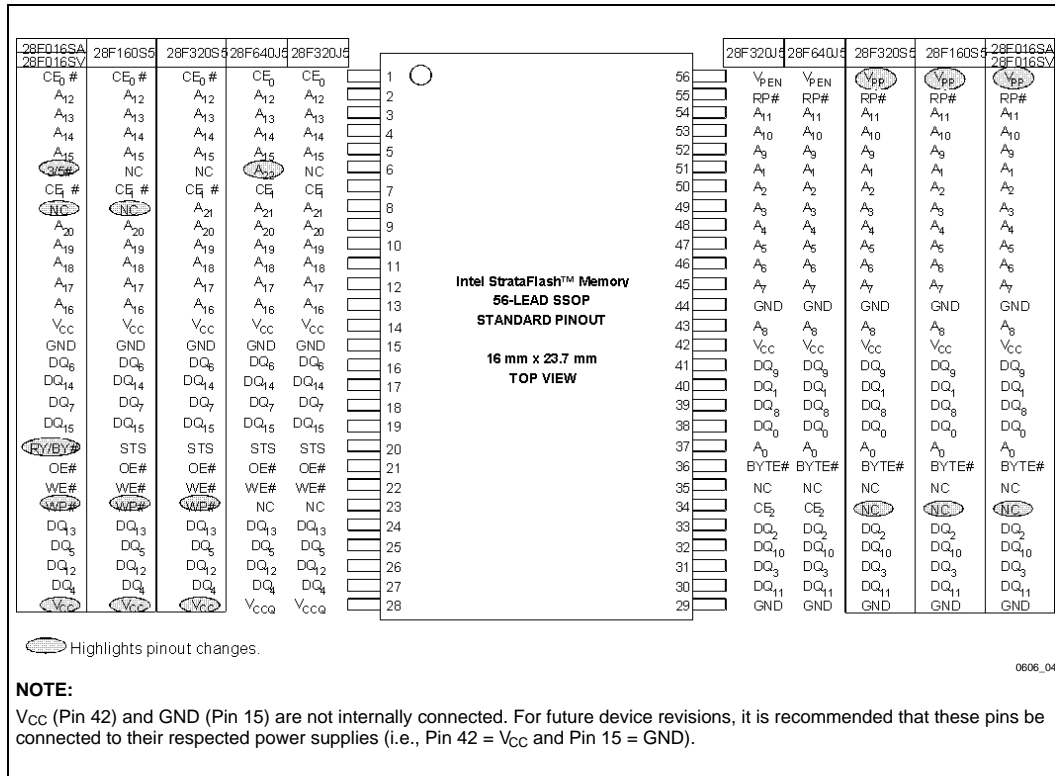 28F016SA
28F016SV 28F160S5 28F320S5 28F640J5 28F320J5 28F320J5 28F640J5 28F320S5 28F160S5 28F016SA
28F016SV
CE0 # CE0 # CE0 # CE0 CE0 1 56 VPEN VPEN VPP VPP VPP
A12 A12 A12 A12 A12 2 55 RP# RP# RP# RP# RP#
A13 A13 A13 A13 A13 3 54 A11 A11 A11 A11 A11
A14 A14 A14 A14 A14 4 53 A10 A10 A10 A10 A10
A15 A15 A15 A15 A15 5 52 A9 A9 A9 A9 A9
3/5# NC NC A22 NC 6 51 A1 A1 A1 A1 A1
CE1 # CE1 # CE1 # CE1 CE1 7 50 A2 A2 A2 A2 A2
NC NC A21 A21 A21 8 49 A3 A3 A3 A3 A3
A20 A20 A20 A20 A20 9 48 A4 A4 A4 A4 A4
A19 A19 A19 A19 A19 10 47 A5 A5 A5 A5 A5
A18 A18 A18 A18 A18 11 46 A6 A6 A6 A6 A6
A17 A17 A17 A17 A17 12 45 A7 A7 A7 A7 A7
A16 A16 A16 A16 A16 13 44 GND GND GND GND GND
VCC VCC VCC VCC VCC 14 43 A8 A8 A8 A8 A8
GND GND GND GND GND 15 42 VCC VCC VCC VCC VCC
DQ6 DQ6 DQ6 DQ6 DQ6 16 41 DQ9 DQ9 DQ9 DQ9 DQ9
DQ14 DQ14 DQ14 DQ14 DQ14 17 40 DQ1 DQ1 DQ1 DQ1 DQ1
DQ7 DQ7 DQ7 DQ7 DQ7 18 39 DQ8 DQ8 DQ8 DQ8 DQ8
DQ15 DQ15 DQ15 DQ15 DQ15 19 38 DQ0 DQ0 DQ0 DQ0 DQ0
RY/BY# STS STS STS STS 20 37 A0 A0 A0 A0 A0
OE# OE# OE# OE# OE# 21 36 BYTE# BYTE# BYTE# BYTE# BYTE#
WE# WE# WE# WE# WE# 22 35 NC NC NC NC NC
WP# WP# WP# NC NC 23 34 CE2 CE2 NC NC NC
DQ13 DQ13 DQ13 DQ13 DQ13 24 33 DQ2 DQ2 DQ2 DQ2 DQ2
DQ5 DQ5 DQ5 DQ5 DQ5 25 32 DQ10 DQ10 DQ10 DQ10 DQ10
DQ12 DQ12 DQ12 DQ12 DQ12 26 31 DQ3 DQ3 DQ3 DQ3 DQ3
DQ4 DQ4 DQ4 DQ4 DQ4 27 30 DQ11 DQ11 DQ11 DQ11 DQ11
VCC VCC VCC VCCQ VCCQ 28 29 GND GND GND GND GND
Intel StrataFlash™ Memory
56-LEAD SSOP
STANDARD PINOUT
16 mm x 23.7 mm
TOP VIEW
Highlights pinout changes.
0606_04
NOTE:
VCC (Pin 42) and GND (Pin 15) are not internally connected. For future device revisions, it is recommended that these pins be
connected to their respected power supplies (i.e., Pin 42 = VCC and Pin 15 = GND).